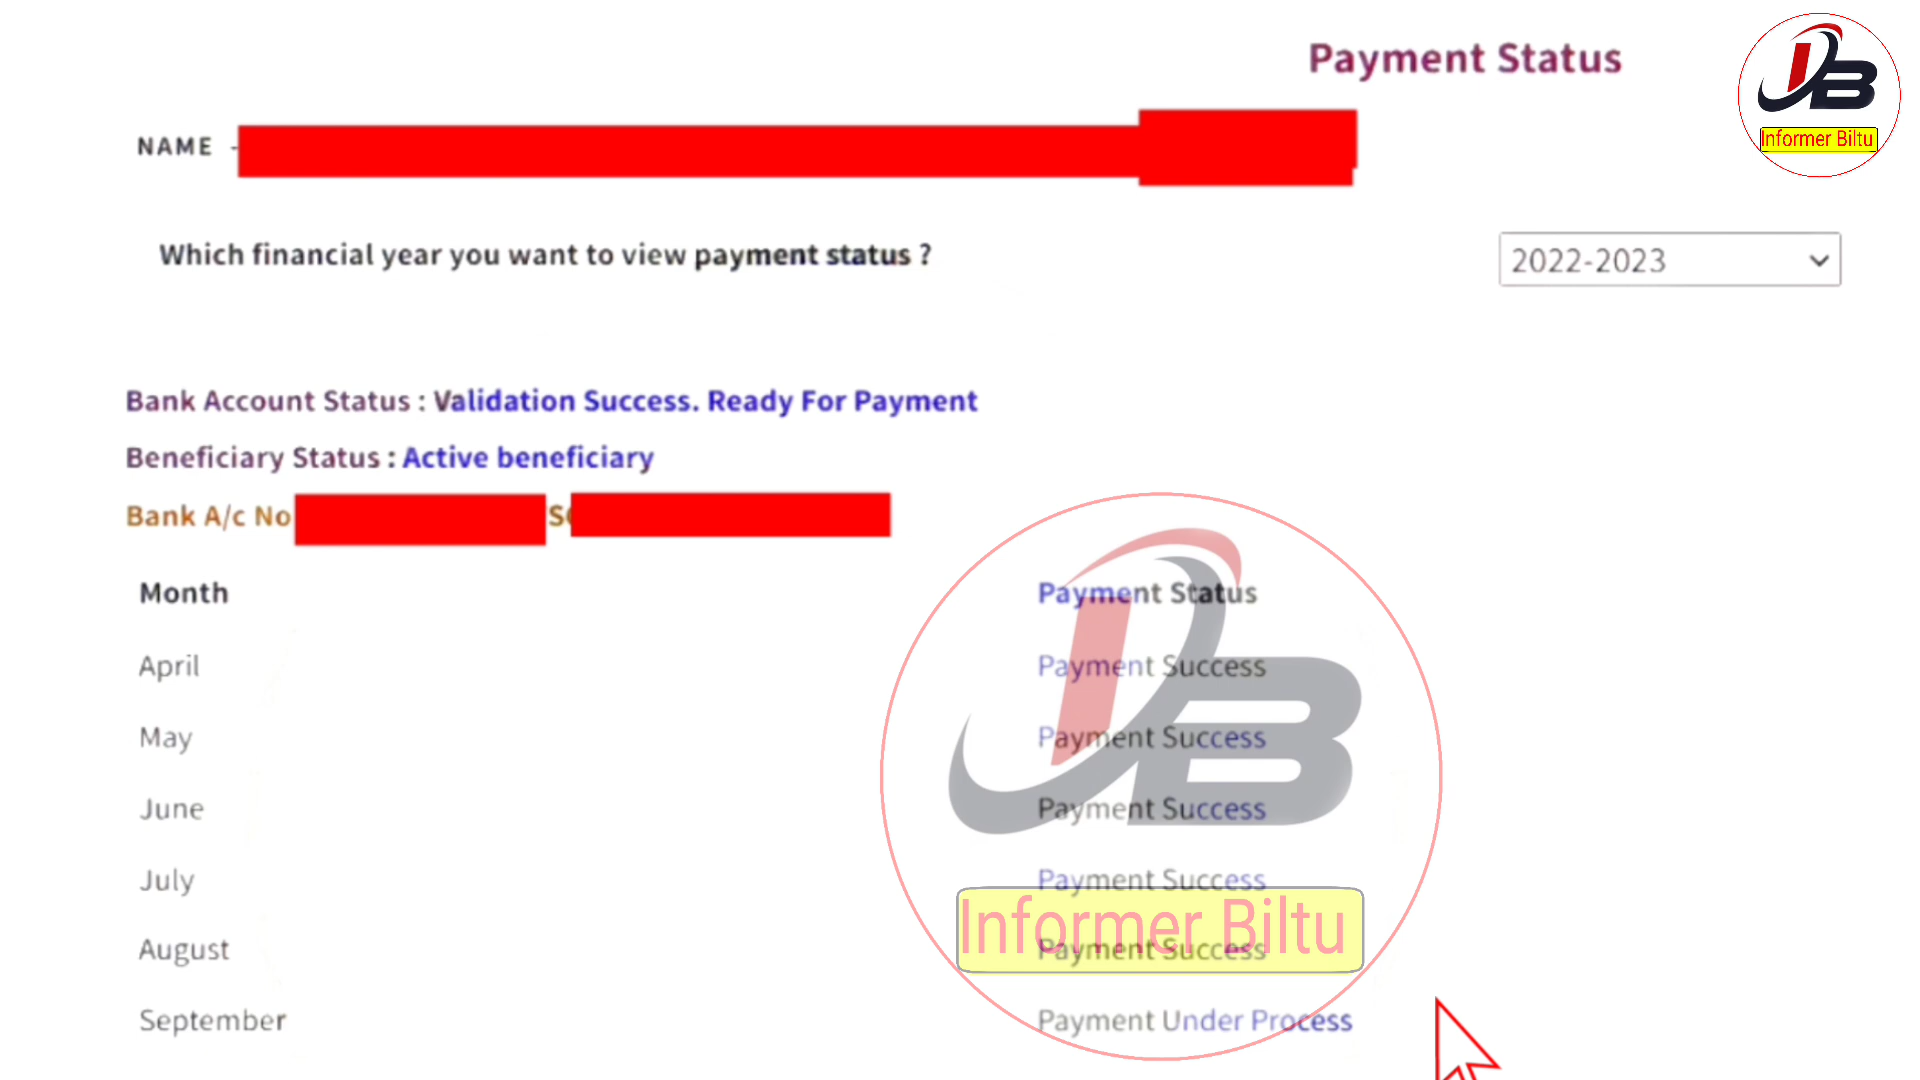 Payment Status
Informer Biltu
NAME -
Which financial year you want to view payment status ?
2022-2023
Bank Account Status : Validation Success. Ready For Payment
Beneficiary Status : Active beneficiary
Bank A/c No
Month Payment Status
April Payment Success
May Payment Success
June Payment Success
July Payment Success
Informer Biltu
August Payment Success
September Payment Under Process